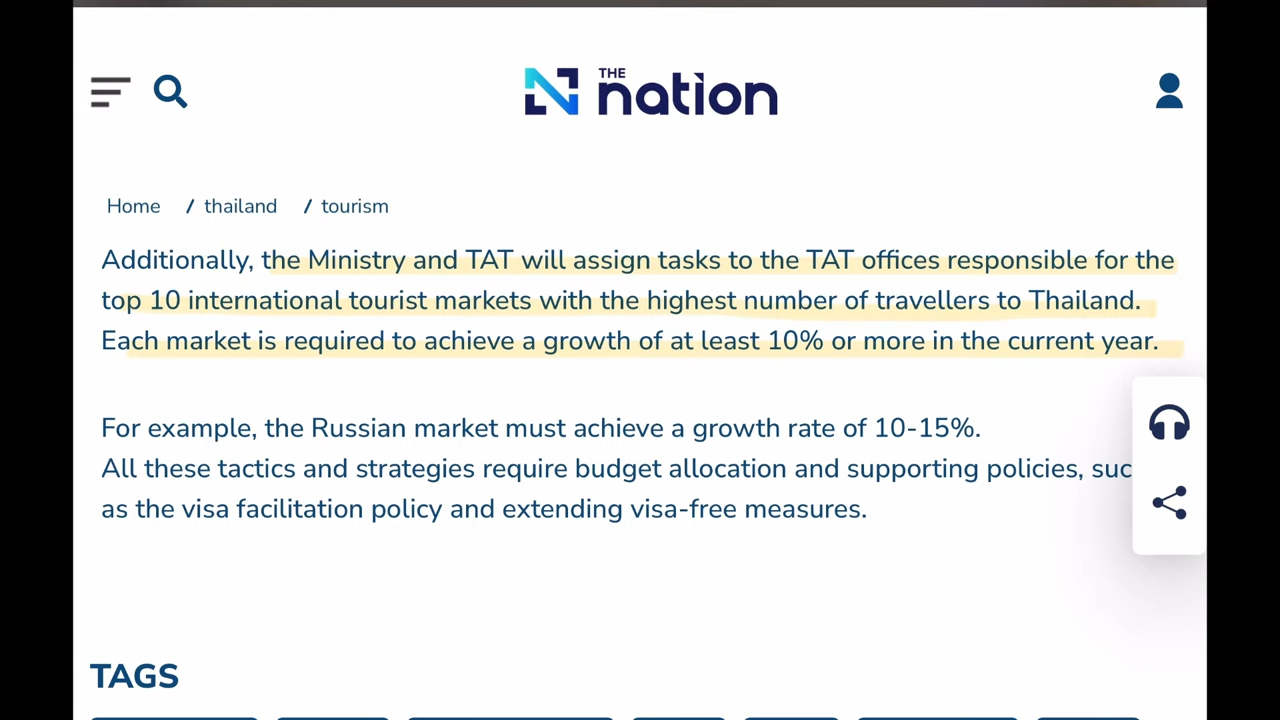 THE
nation
Home / thailand / tourism
Additionally, the Ministry and TAT will assign tasks to the TAT offices responsible for the
top 10 international tourist markets with the highest number of travellers to Thailand.
Each market is required to achieve a growth of at least 10% or more in the current year.
For example, the Russian market must achieve a growth rate of 10-15%.
All these tactics and strategies require budget allocation and supporting policies, suc
as the visa facilitation policy and extending visa-free measures.
TAGS